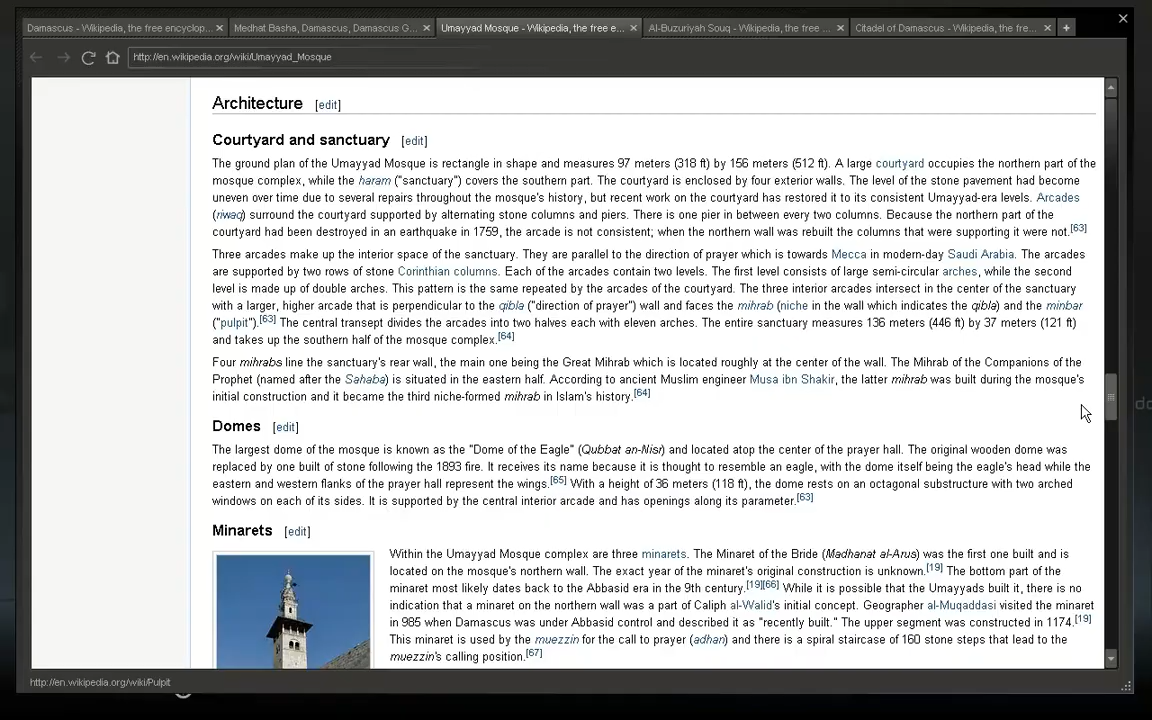 Damascus - Wikipedia, the free encyclop...
Medhat Basha, Damascus, Damascus G...
Umayyad Mosque - Wikipedia, the free e...
Al-Buzuriyah Souq - Wikipedia, the free ...
Citadel of Damascus - Wikipedia, the fre...
http://en.wikipedia.org/wiki/Umayyad_Mosque
Architecture [edit]
Courtyard and sanctuary [edit]
The ground plan of the Umayyad Mosque is rectangle in shape and measures 97 meters (318 ft) by 156 meters (512 ft). A large courtyard occupies the northern part of the
mosque complex, while the haram ("sanctuary") covers the southern part. The courtyard is enclosed by four exterior walls. The level of the stone pavement had become
uneven over time due to several repairs throughout the mosque's history, but recent work on the courtyard has restored it to its consistent Umayyad-era levels. Arcades
(riwaq) surround the courtyard supported by alternating stone columns and piers. There is one pier in between every two columns. Because the northern part of the
courtyard had been destroyed in an earthquake in 1759, the arcade is not consistent; when the northern wall was rebuilt the columns that were supporting it were not.[63]
Three arcades make up the interior space of the sanctuary. They are parallel to the direction of prayer which is towards Mecca in modern-day Saudi Arabia. The arcades
are supported by two rows of stone Corinthian columns. Each of the arcades contain two levels. The first level consists of large semi-circular arches, while the second
level is made up of double arches. This pattern is the same repeated by the arcades of the courtyard. The three interior arcades intersect in the center of the sanctuary
with a larger, higher arcade that is perpendicular to the qibla ("direction of prayer") wall and faces the mihrab (niche in the wall which indicates the qibla) and the minbar
("pulpit").[63] The central transept divides the arcades into two halves each with eleven arches. The entire sanctuary measures 136 meters (446 ft) by 37 meters (121 ft)
and takes up the southern half of the mosque complex.[64]
Four mihrabs line the sanctuary's rear wall, the main one being the Great Mihrab which is located roughly at the center of the wall. The Mihrab of the Companions of the
Prophet (named after the Sahaba) is situated in the eastern half. According to ancient Muslim engineer Musa ibn Shakir, the latter mihrab was built during the mosque's
initial construction and it became the third niche-formed mihrab in Islam's history.[64]
Domes [edit]
The largest dome of the mosque is known as the "Dome of the Eagle" (Qubbat an-Nisr) and located atop the center of the prayer hall. The original wooden dome was
replaced by one built of stone following the 1893 fire. It receives its name because it is thought to resemble an eagle, with the dome itself being the eagle's head while the
eastern and western flanks of the prayer hall represent the wings.[65] With a height of 36 meters (118 ft), the dome rests on an octagonal substructure with two arched
windows on each of its sides. It is supported by the central interior arcade and has openings along its parameter.[63]
Minarets [edit]
Within the Umayyad Mosque complex are three minarets. The Minaret of the Bride (Madhanat al-Arus) was the first one built and is
located on the mosque's northern wall. The exact year of the minaret's original construction is unknown.[19] The bottom part of the
minaret most likely dates back to the Abbasid era in the 9th century.[19][66] While it is possible that the Umayyads built it, there is no
indication that a minaret on the northern wall was a part of Caliph al-Walid's initial concept. Geographer al-Muqaddasi visited the minaret
in 985 when Damascus was under Abbasid control and described it as "recently built." The upper segment was constructed in 1174.[19]
This minaret is used by the muezzin for the call to prayer (adhan) and there is a spiral staircase of 160 stone steps that lead to the
muezzin's calling position.[67]
http://en.wikipedia.org/wiki/Pulpit